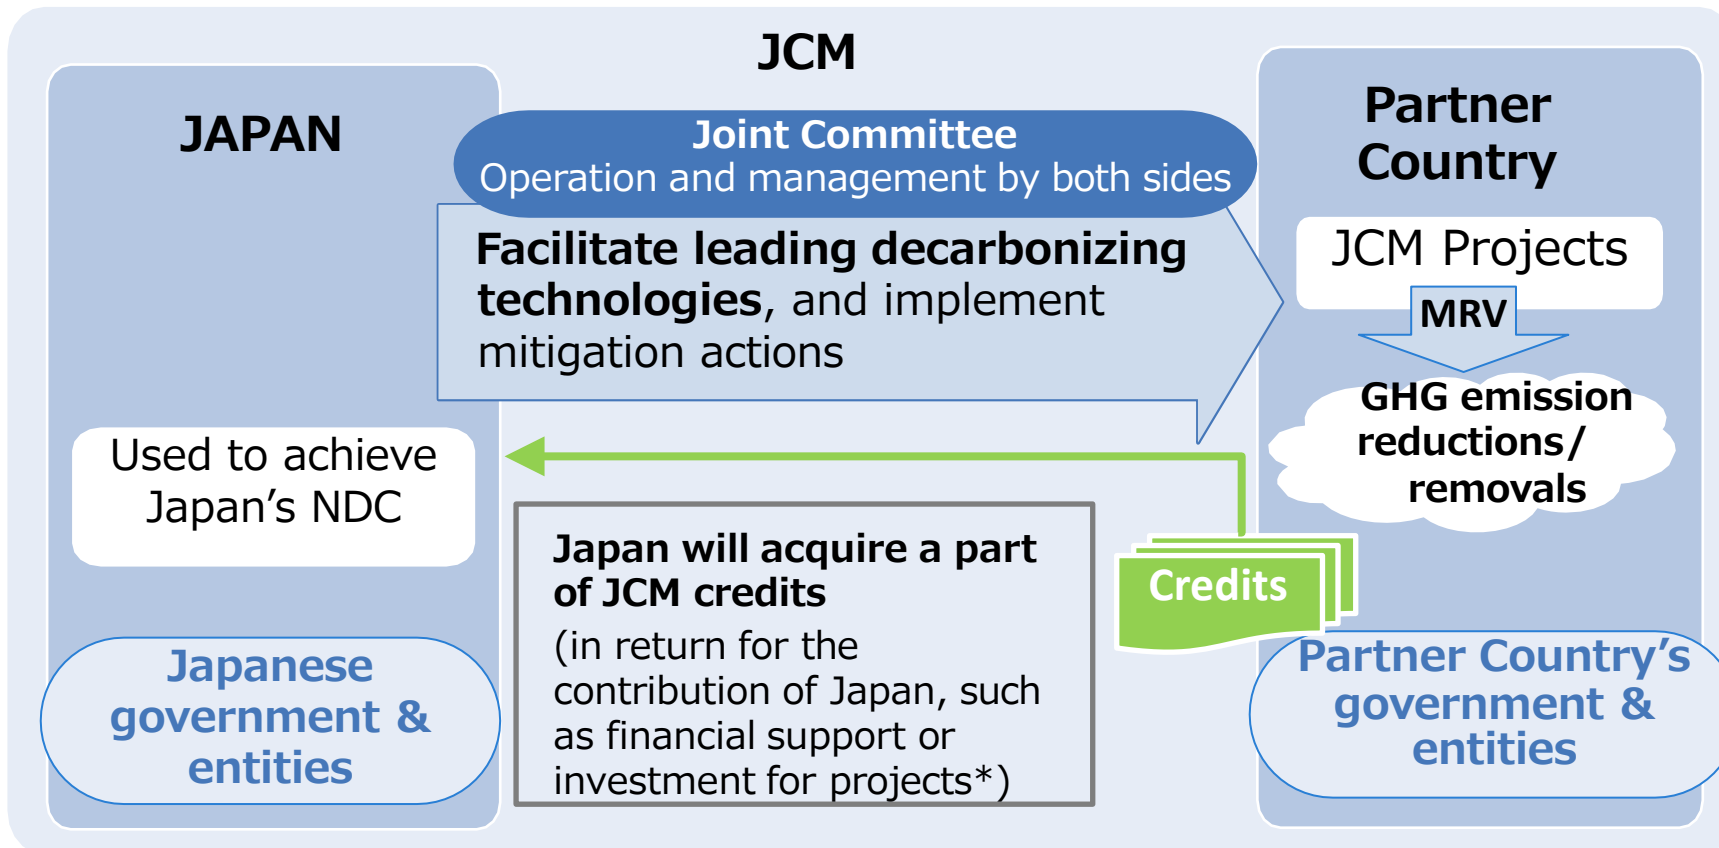 JCM
JAPAN
Joint Committee
Operation and management by both sides
Facilitate leading decarbonizing
technologies, and implement
mitigation actions
Partner
Country
JCM Projects
MRV
GHG emission
reductions/
removals
Used to achieve
Japan’s NDC
Japan will acquire a part
of JCM credits
(in return for the
contribution of Japan, such
as financial support or
investment for projects*)
Credits
Japanese
government &
entities
Partner Country’s
government &
entities